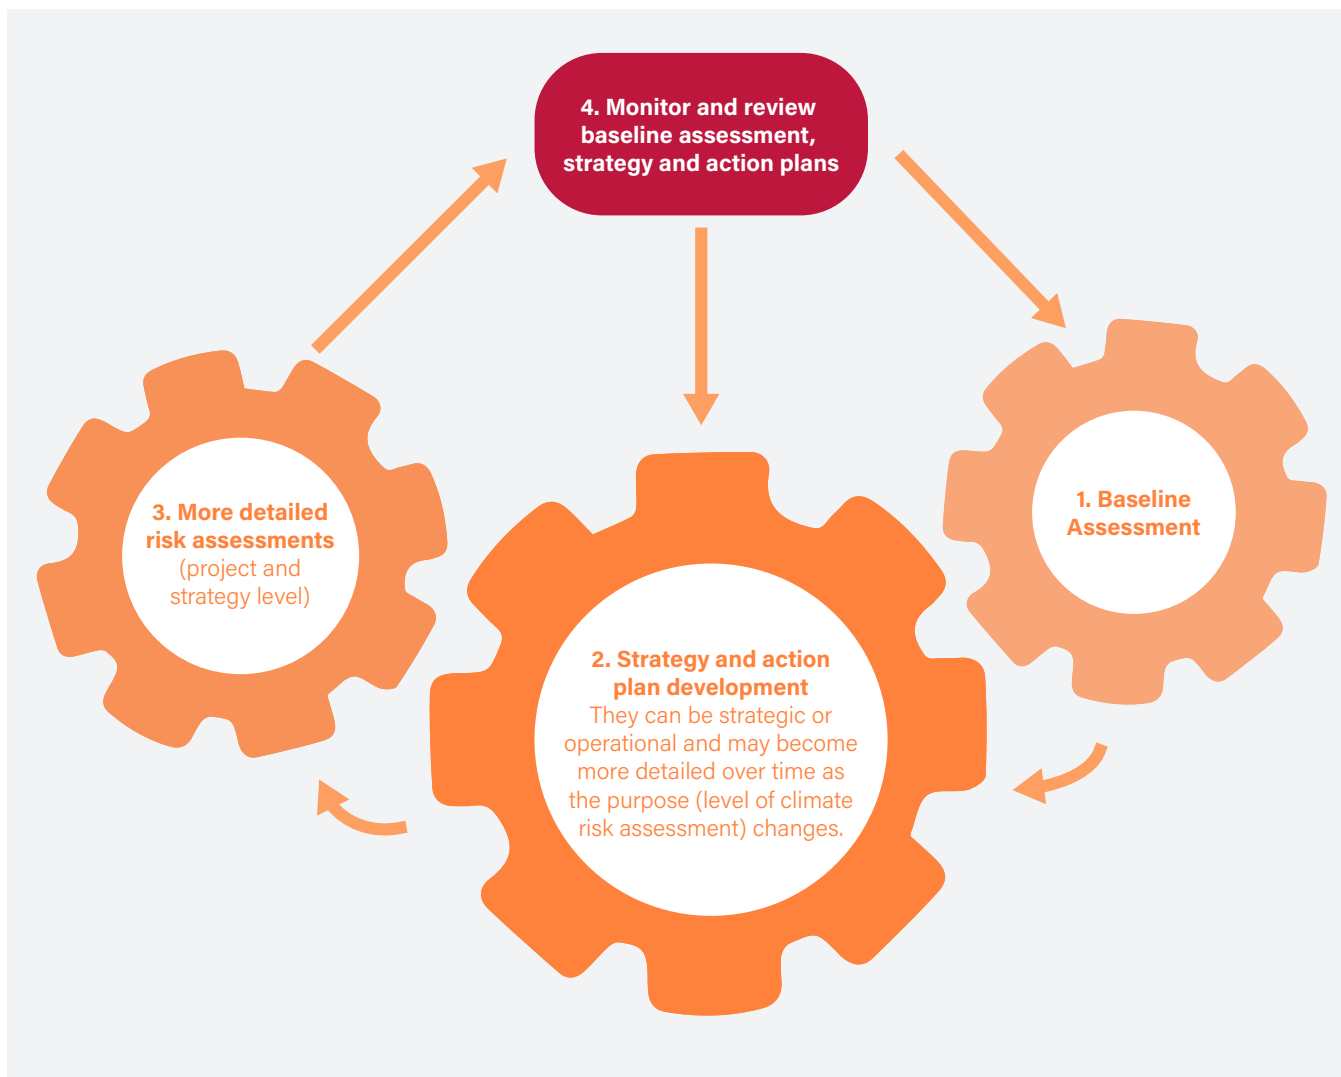 4. Monitor and review
baseline assessment,
strategy and action plans
1. Baseline
Assessment
2. Strategy and action
plan development
They can be strategic or
operational and may become
more detailed over time as
the purpose (level of climate
risk assessment) changes.
3. More detailed
risk assessments
(project and
strategy level)